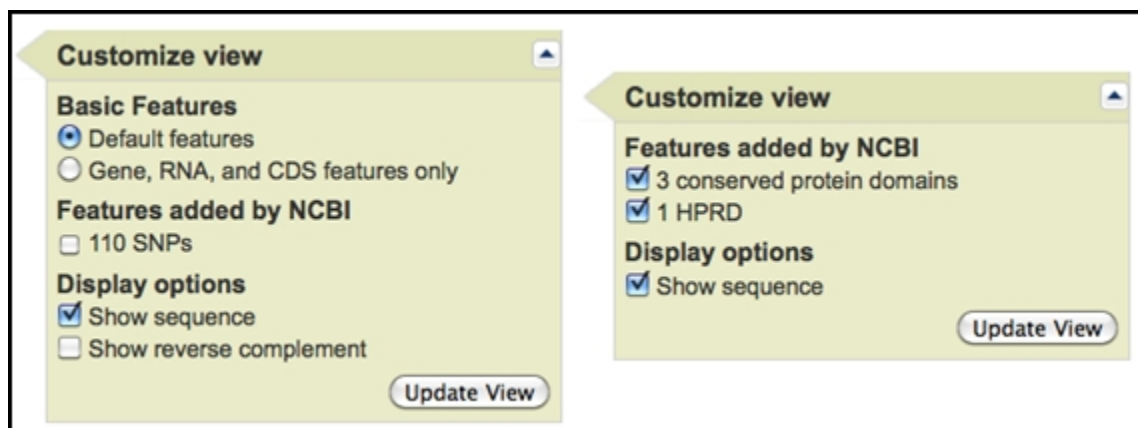 Customize view
Basic Features
Default features
Gene, RNA, and CDS features only
Features added by NCBI
110 SNPs
Display options
Show sequence
Show reverse complement
Update View
Customize view
Features added by NCBI
3 conserved protein domains
1 HPRD
Display options
Show sequence
Update View